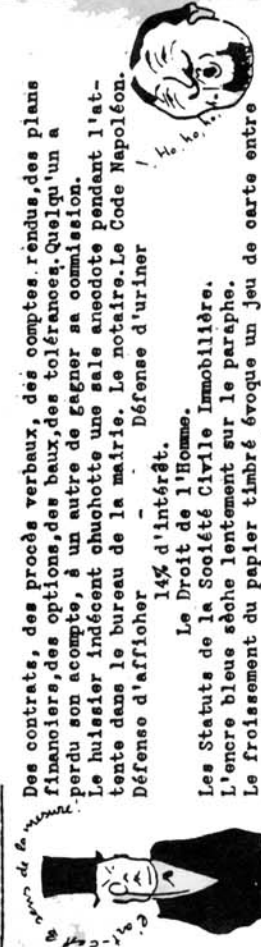 Des contrats, des procès verbaux, des comptes rendus,des plans
financiers,des options,des baux,des tolérances.Quelqu'un a
perdu son acompte, à un autre de gagner sa commission.
Le huissier indécent chuchotte une sale anecdote pendant l'at-
tente dans le bureau de la mairie. Le notaire.Le Code Napoléon.
Défense d'afficher - Défense d'uriner
! Ho, ho, ho.
14% d'intérêt.
Le Droit de l'Homme.
Les Statuts de la Société Civile Immobilière.
L'encre bleue sèche lentement sur le paraphe.
Le froissement du papier timbré évoque un jeu de carte entre
l'art-c'est le sens de la mesure!